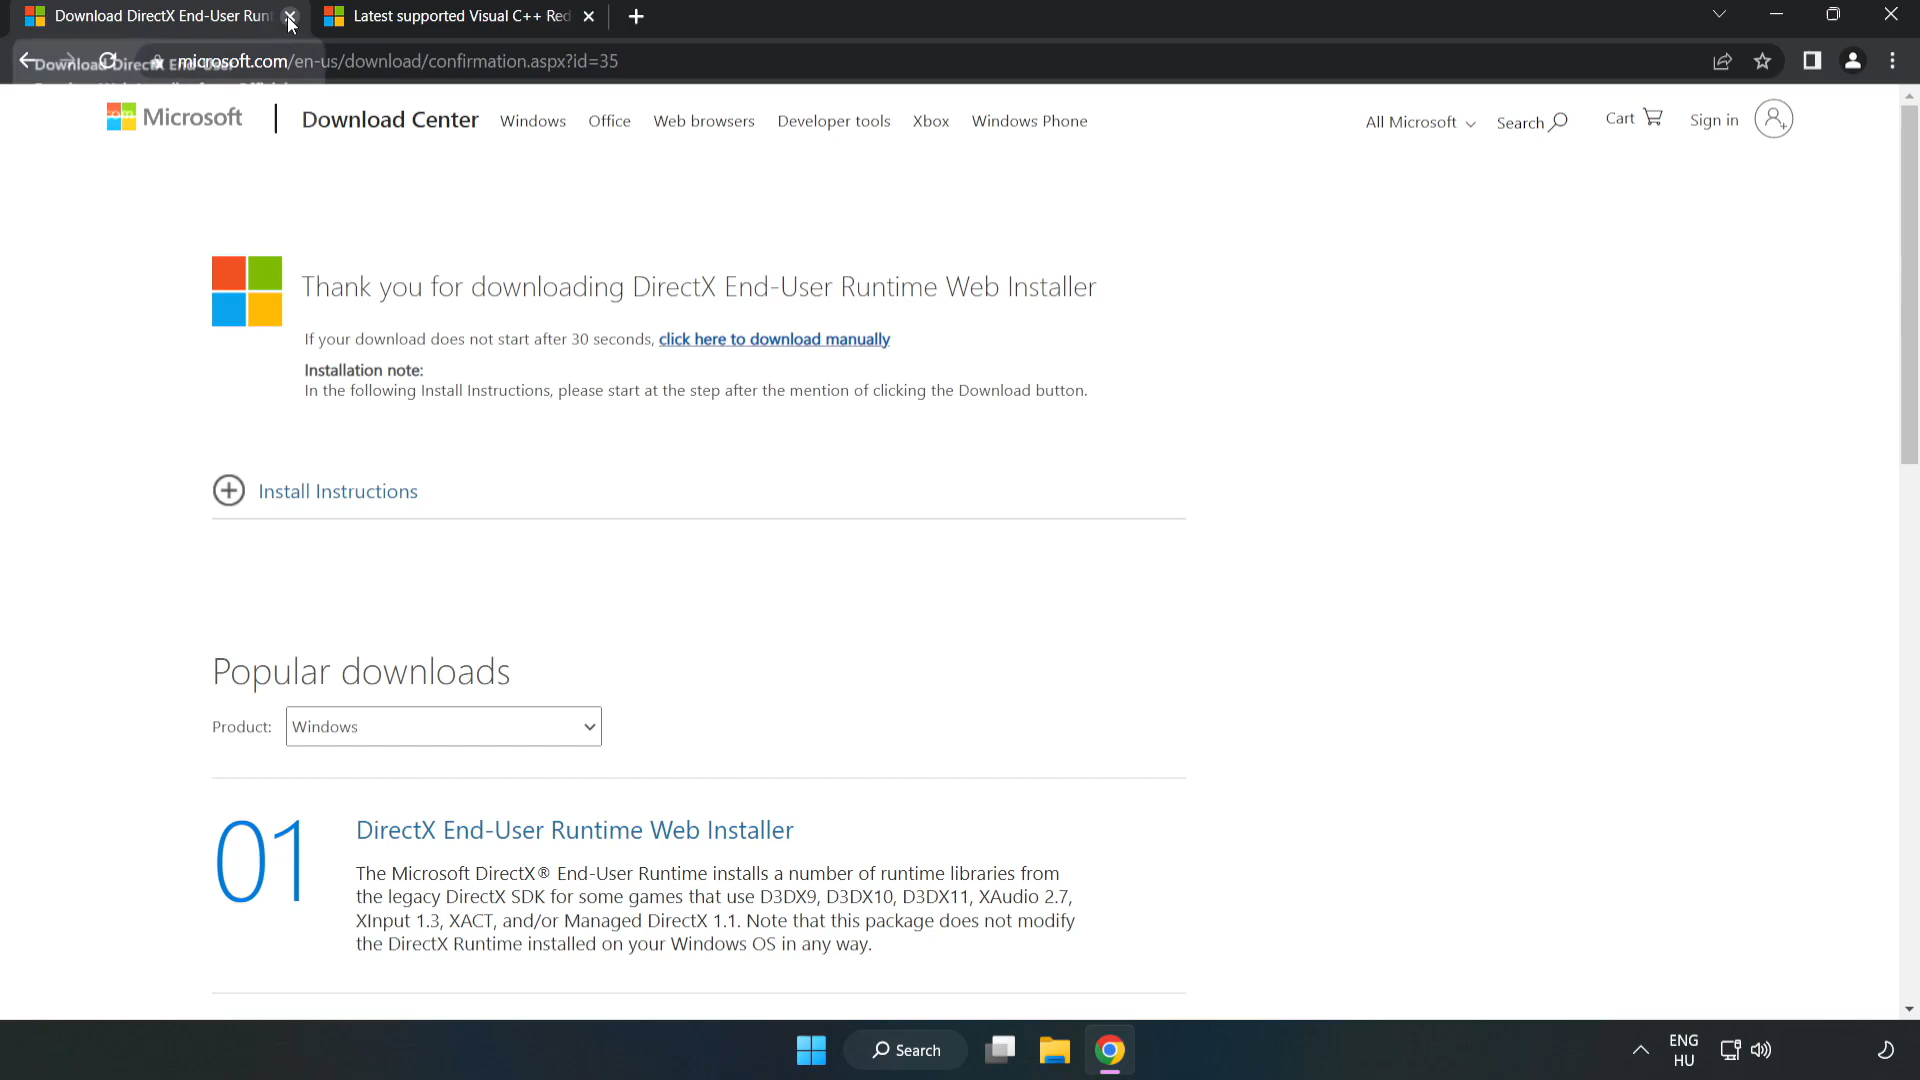 Download DirectX End-User Runt
Latest supported Visual C++ Red
microsoft.com/en-us/download/confirmation.aspx?id=35
Download DirectX End-User
Microsoft
Download Center
Windows
Office
Web browsers
Developer tools
Xbox
Windows Phone
All Microsoft
Search
Cart
Sign in
Thank you for downloading DirectX End-User Runtime Web Installer
If your download does not start after 30 seconds, click here to download manually
Installation note:
In the following Install Instructions, please start at the step after the mention of clicking the Download button.
Install Instructions
Popular downloads
Product:
Windows
01
DirectX End-User Runtime Web Installer
The Microsoft DirectX® End-User Runtime installs a number of runtime libraries from
the legacy DirectX SDK for some games that use D3DX9, D3DX10, D3DX11, XAudio 2.7,
XInput 1.3, XACT, and/or Managed DirectX 1.1. Note that this package does not modify
the DirectX Runtime installed on your Windows OS in any way.
Search
ENG
HU